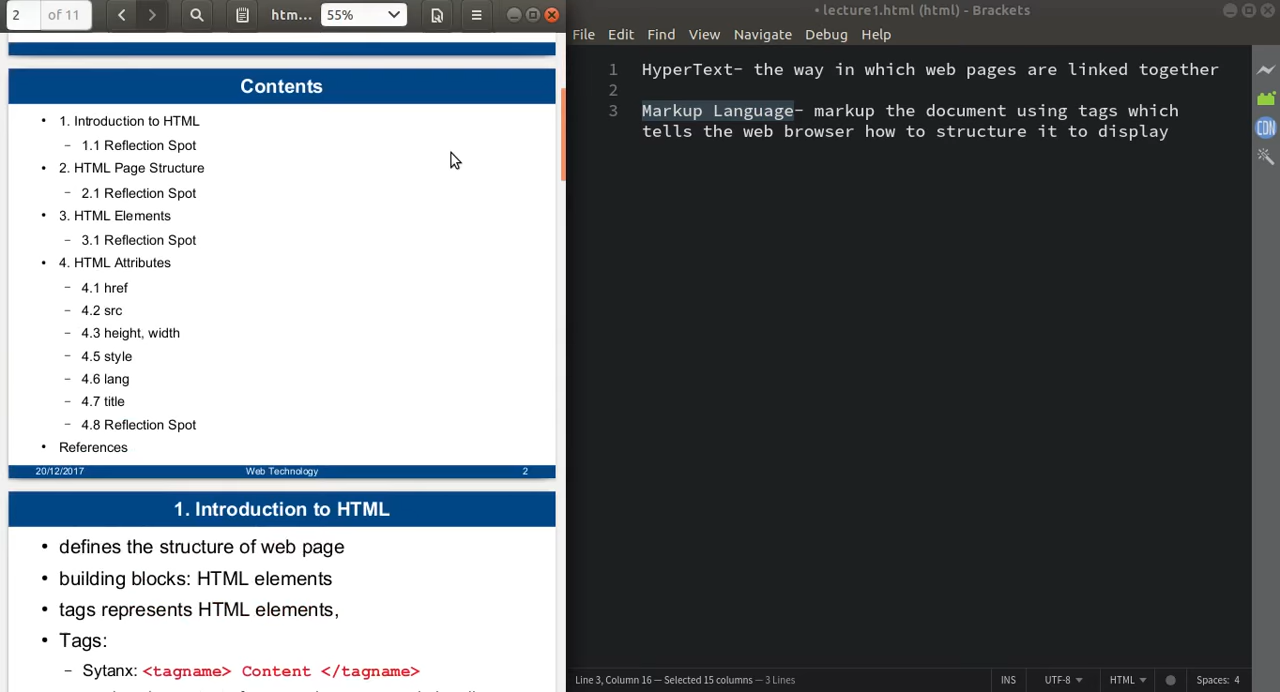 2 of 11 htm... 55%
Contents
• 1. Introduction to HTML
– 1.1 Reflection Spot
• 2. HTML Page Structure
– 2.1 Reflection Spot
• 3. HTML Elements
– 3.1 Reflection Spot
• 4. HTML Attributes
– 4.1 href
– 4.2 src
– 4.3 height, width
– 4.5 style
– 4.6 lang
– 4.7 title
– 4.8 Reflection Spot
• References
20/12/2017 Web Technology 2
1. Introduction to HTML
• defines the structure of web page
• building blocks: HTML elements
• tags represents HTML elements,
• Tags:
– Sytanx: <tagname> Content </tagname>
• lecture1.html (html) - Brackets
File Edit Find View Navigate Debug Help
1 HyperText- the way in which web pages are linked together
2
3 Markup Language- markup the document using tags which
tells the web browser how to structure it to display
CDN
Line 3, Column 16 — Selected 15 columns — 3 Lines INS UTF-8 HTML Spaces: 4